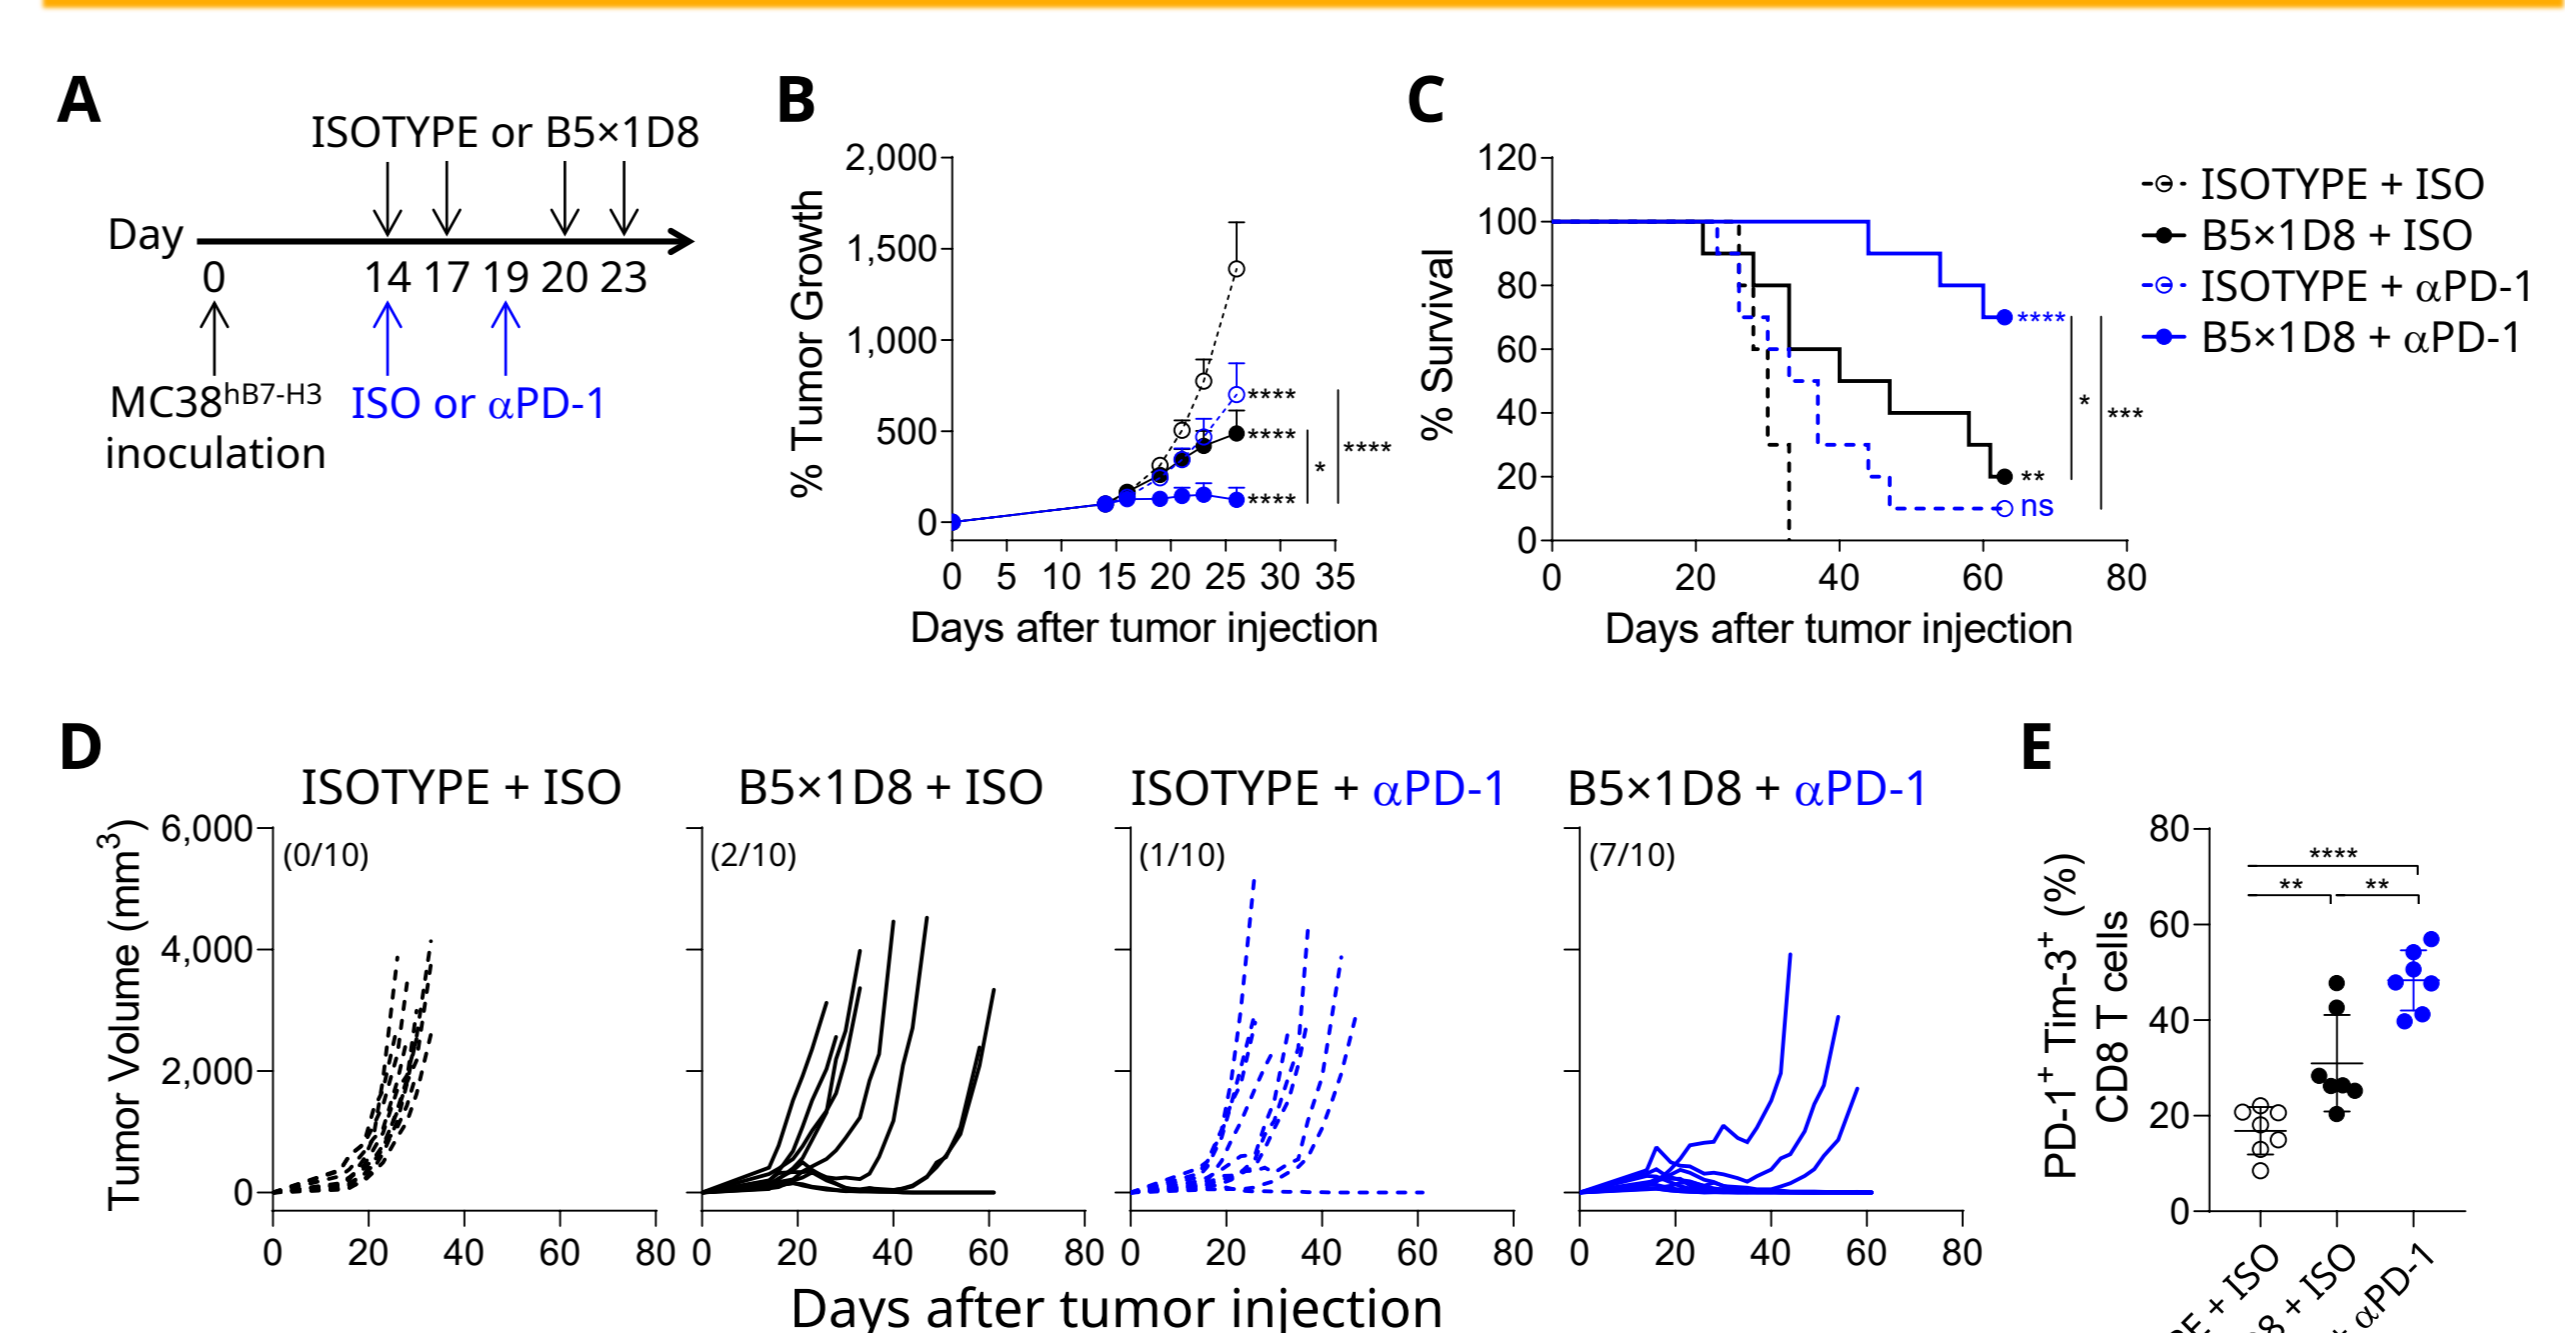 A
ISOTYPE or B5×1D8
Day
0 14 17 19 20 23
MC38hB7-H3
inoculation
ISO or αPD-1
B
% Tumor Growth
2,000
1,500
1,000
500
0
****
****
****
*
****
0 5 10 15 20 25 30 35
Days after tumor injection
C
% Survival
120
100
80
60
40
20
0
****
**
ns
*
***
0 20 40 60 80
Days after tumor injection
ISOTYPE + ISO
B5×1D8 + ISO
ISOTYPE + αPD-1
B5×1D8 + αPD-1
D
Tumor Volume (mm3)
6,000
4,000
2,000
0
ISOTYPE + ISO
(0/10)
0 20 40 60 80
B5×1D8 + ISO
(2/10)
0 20 40 60 80
ISOTYPE + αPD-1
(1/10)
0 20 40 60 80
B5×1D8 + αPD-1
(7/10)
0 20 40 60 80
Days after tumor injection
E
PD-1+ Tim-3+ (%)
CD8 T cells
80
60
40
20
0
****
**
**
PE + ISO
8 + ISO
+ αPD-1